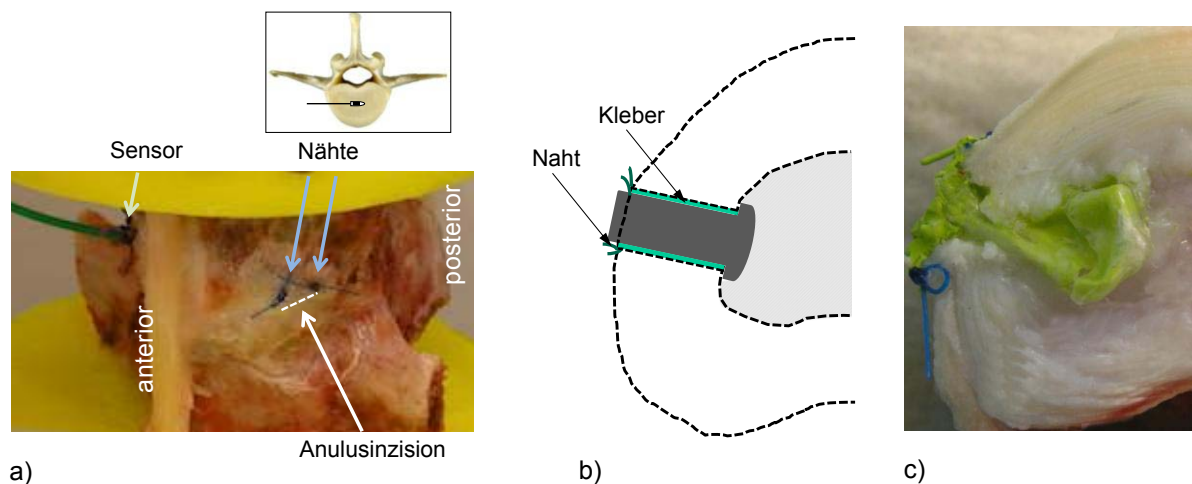 Sensor
Nähte
anterior
posterior
Anulusinzision
a)
Kleber
Naht
b)
c)